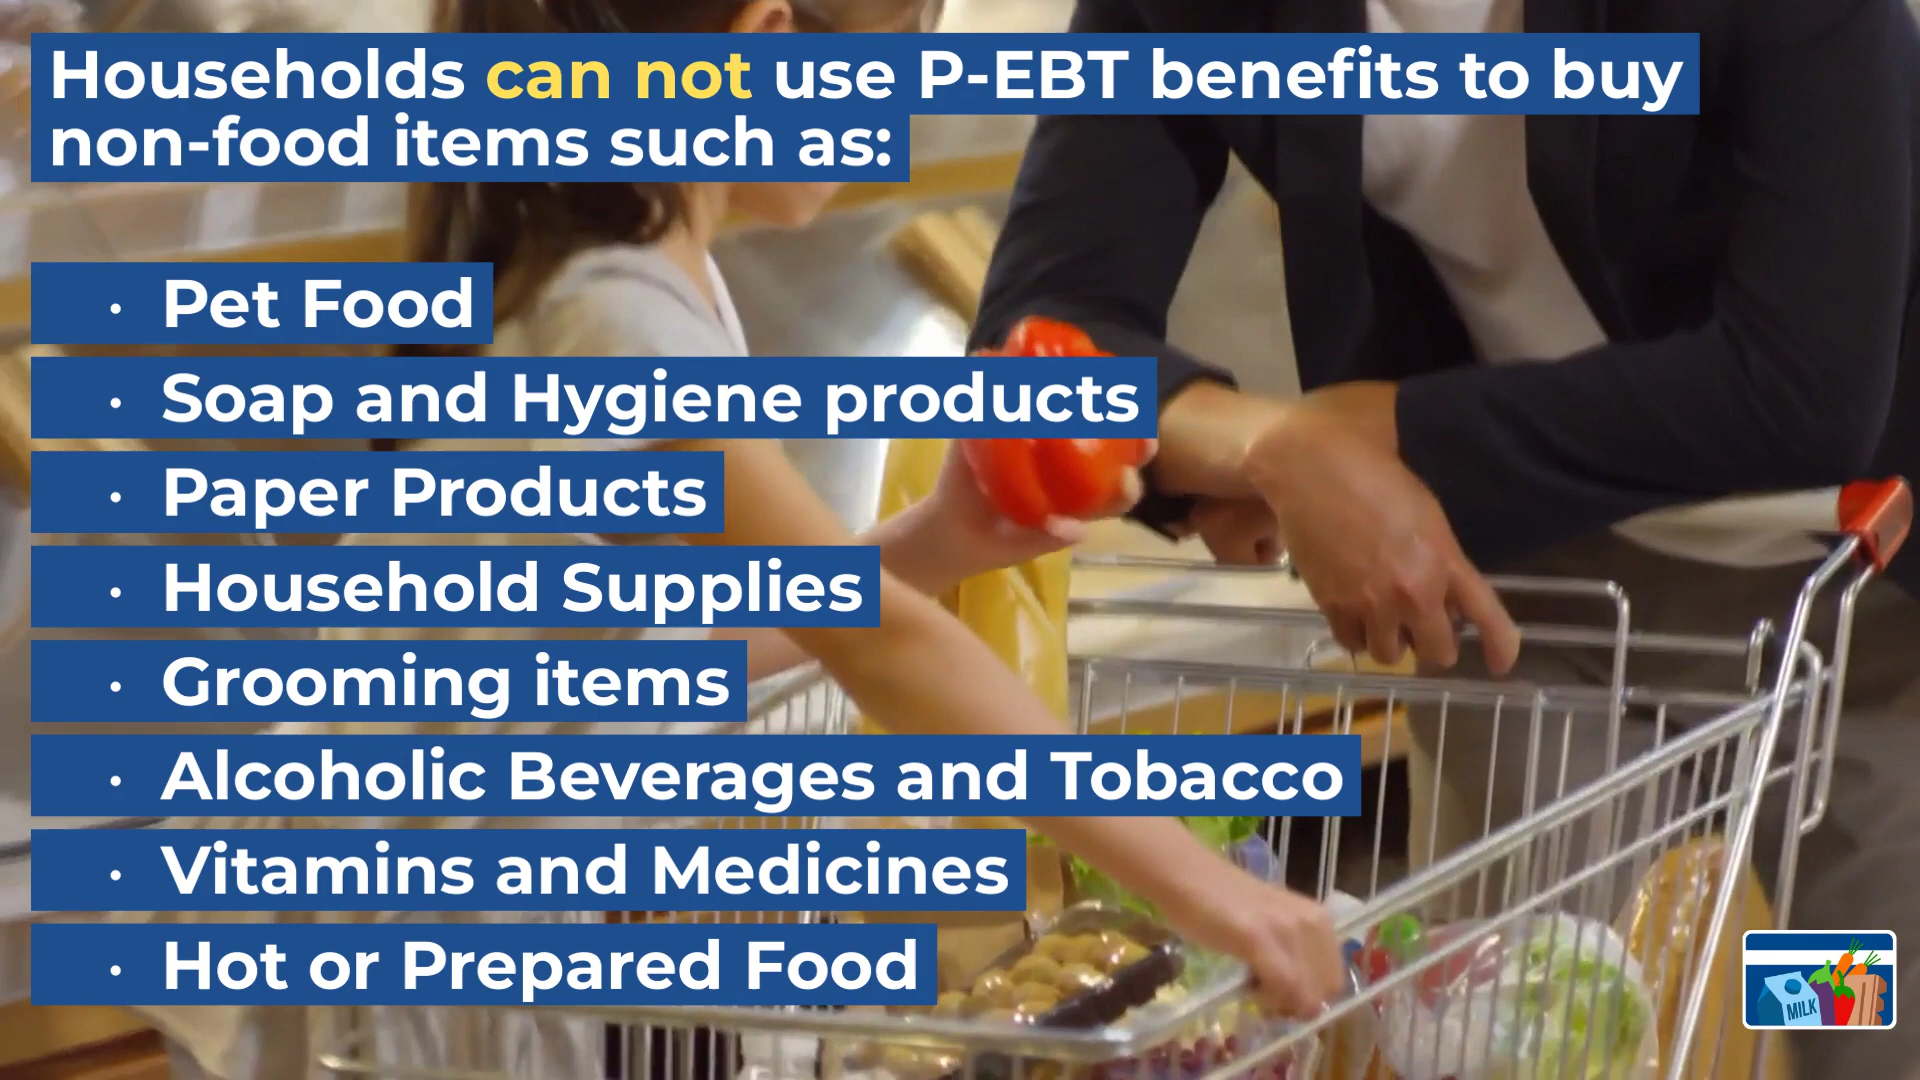 Households can not use P-EBT benefits to buy
non-food items such as:
· Pet Food
· Soap and Hygiene products
· Paper Products
· Household Supplies
· Grooming items
· Alcoholic Beverages and Tobacco
· Vitamins and Medicines
· Hot or Prepared Food
MILK